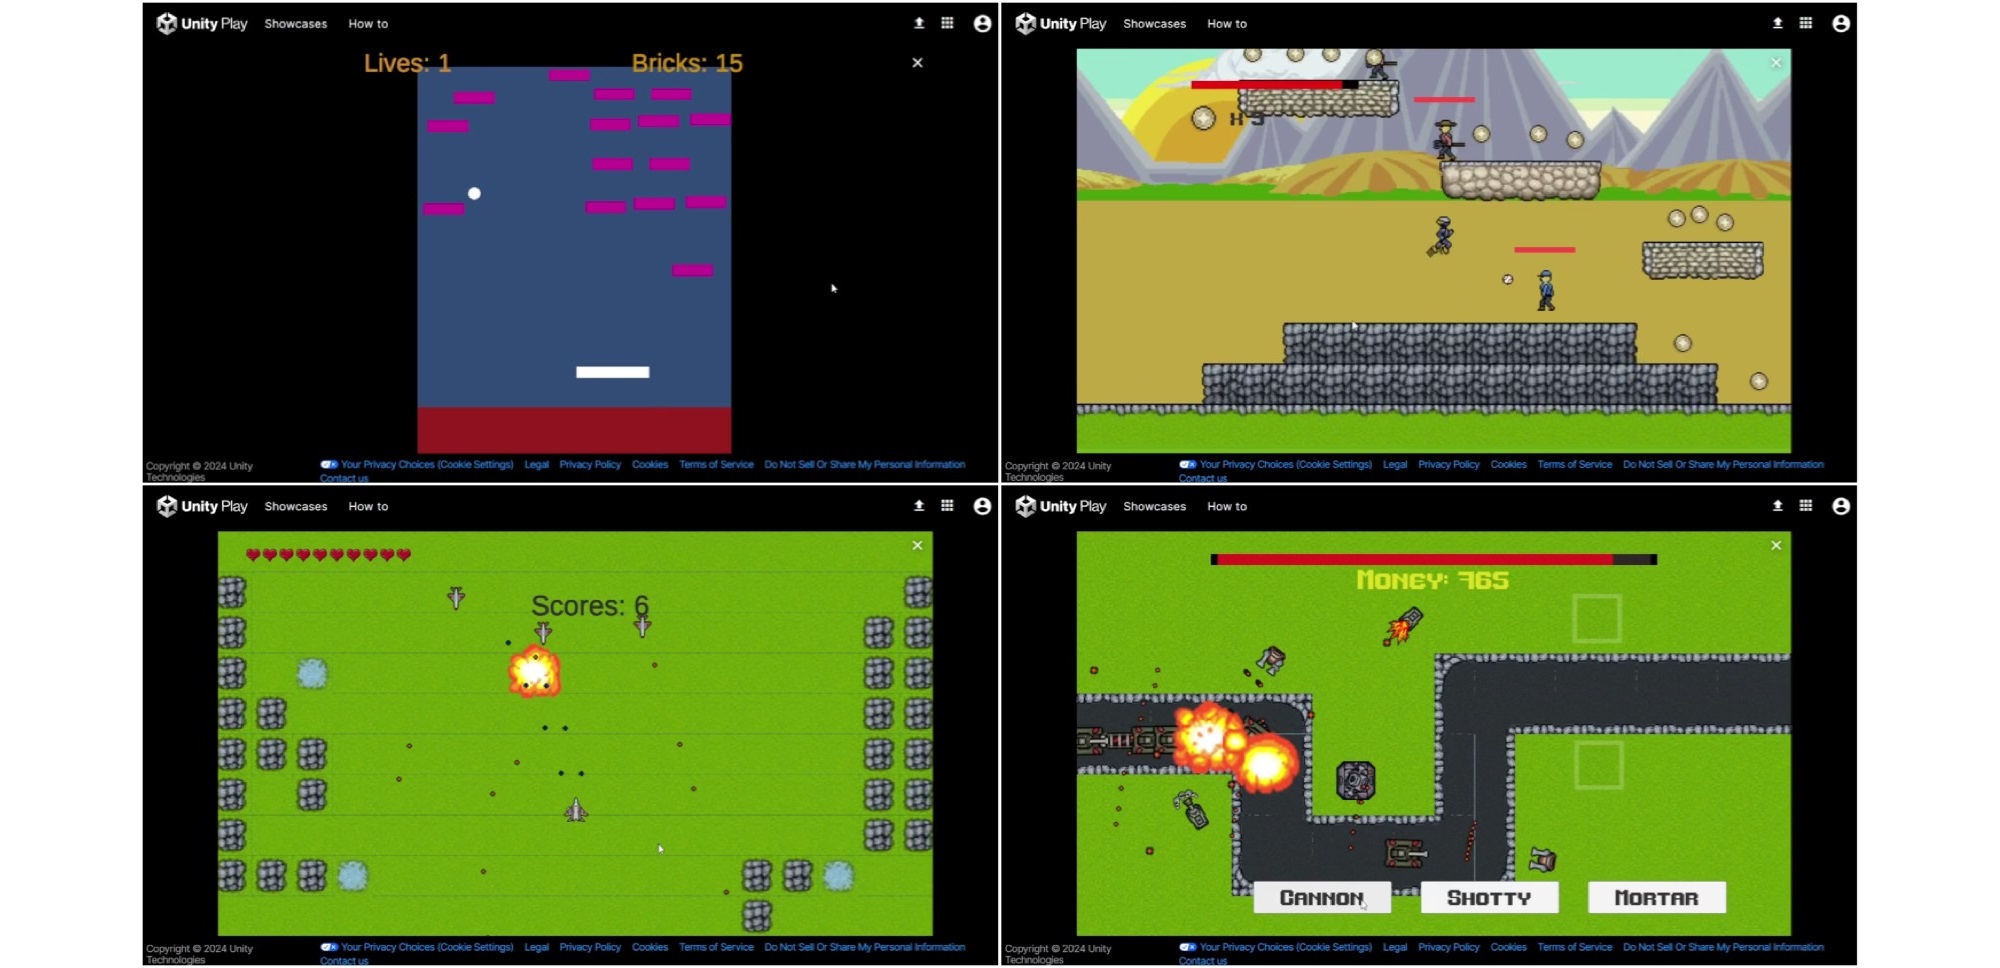 Unity Play Showcases How to
Lives: 1 Bricks: 15
Copyright © 2024 Unity Technologies
Your Privacy Choices (Cookie Settings) Legal Privacy Policy Cookies Terms of Service Do Not Sell Or Share My Personal Information
Contact us
Unity Play Showcases How to
x 9
Copyright © 2024 Unity Technologies
Your Privacy Choices (Cookie Settings) Legal Privacy Policy Cookies Terms of Service Do Not Sell Or Share My Personal Information
Contact us
Unity Play Showcases How to
Scores: 6
Copyright © 2024 Unity Technologies
Your Privacy Choices (Cookie Settings) Legal Privacy Policy Cookies Terms of Service Do Not Sell Or Share My Personal Information
Contact us
Unity Play Showcases How to
Money: 765
Cannon Shotty Mortar
Copyright © 2024 Unity Technologies
Your Privacy Choices (Cookie Settings) Legal Privacy Policy Cookies Terms of Service Do Not Sell Or Share My Personal Information
Contact us